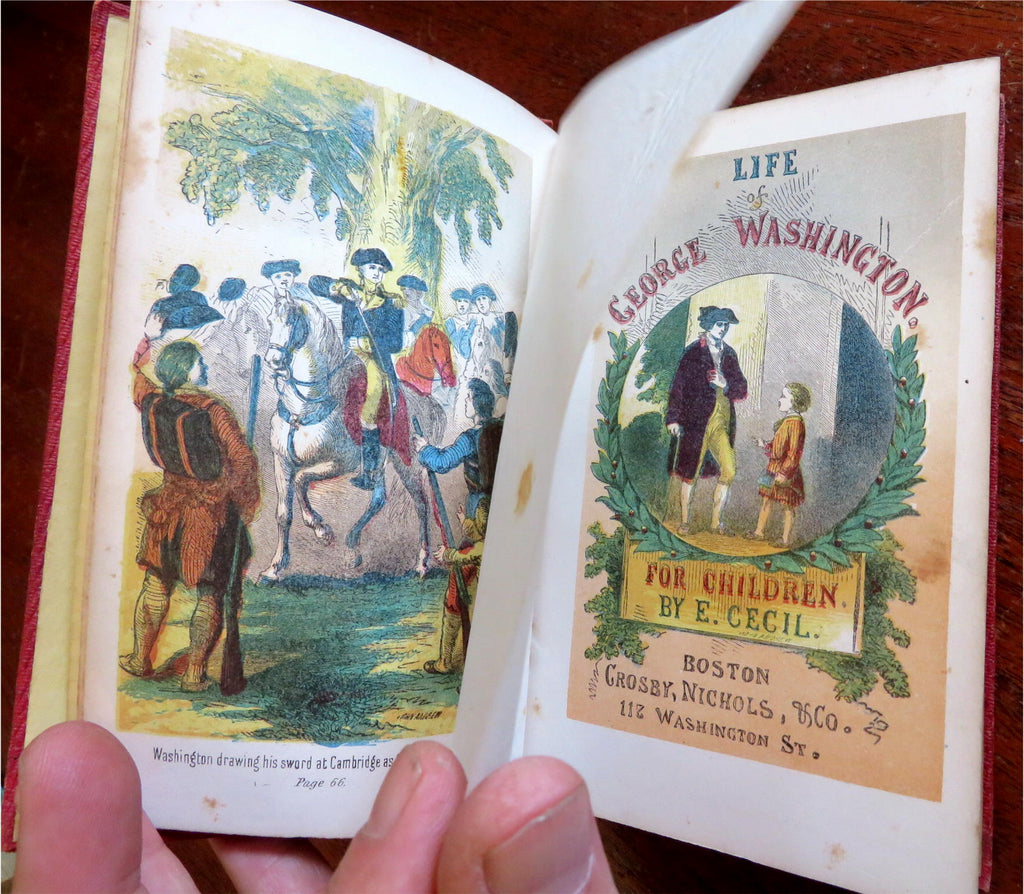 Washington drawing his sword at Cambridge as
Page 66.
LIFE
of
GEORGE WASHINGTON.
FOR CHILDREN.
BY E. CECIL.
BOSTON
CROSBY, NICHOLS, & CO.
117 WASHINGTON ST.